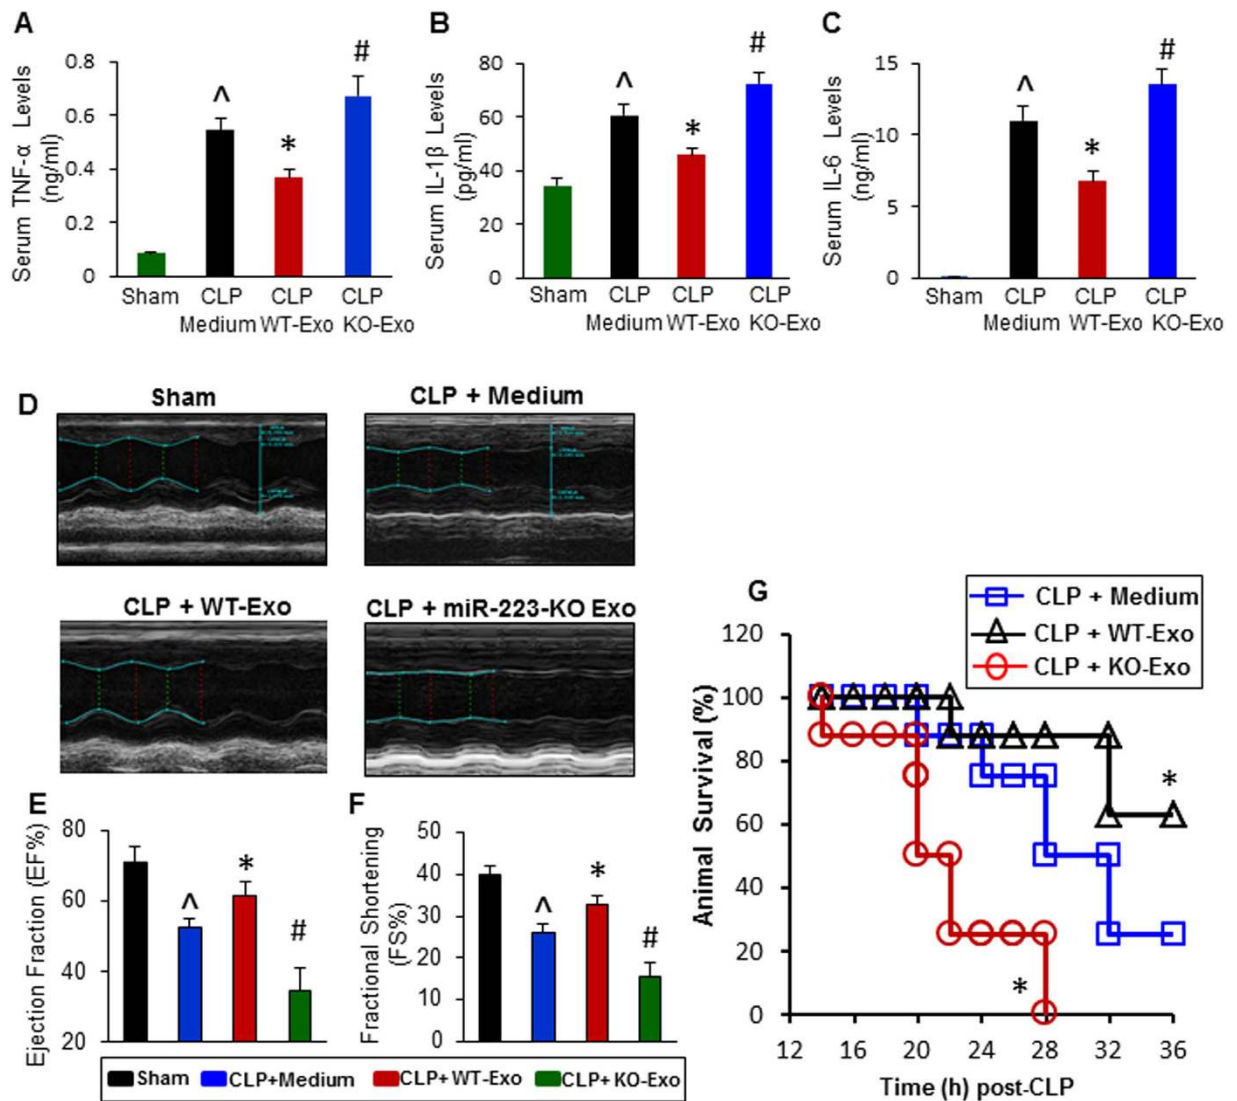 A
Serum TNF-α Levels
(ng/ml)
0.8
0.6
0.4
0.2
0
^
*
#
Sham CLP CLP CLP
Medium WT-Exo KO-Exo
B
Serum IL-1β Levels
(pg/ml)
80
60
40
20
0
^
*
#
Sham CLP CLP CLP
Medium WT-Exo KO-Exo
C
Serum IL-6 Levels
(ng/ml)
15
10
5
0
^
*
#
Sham CLP CLP CLP
Medium WT-Exo KO-Exo
D
Sham
CLP + Medium
CLP + WT-Exo
CLP + miR-223-KO Exo
E
Ejection Fraction (EF%)
80
60
40
20
^
*
#
F
Fractional Shortening
(FS%)
50
40
30
20
10
0
^
*
#
Sham CLP+Medium CLP+WT-Exo CLP+KO-Exo
G
CLP + Medium
CLP + WT-Exo
CLP + KO-Exo
Animal Survival (%)
120
100
80
60
40
20
0
*
*
12 16 20 24 28 32 36
Time (h) post-CLP